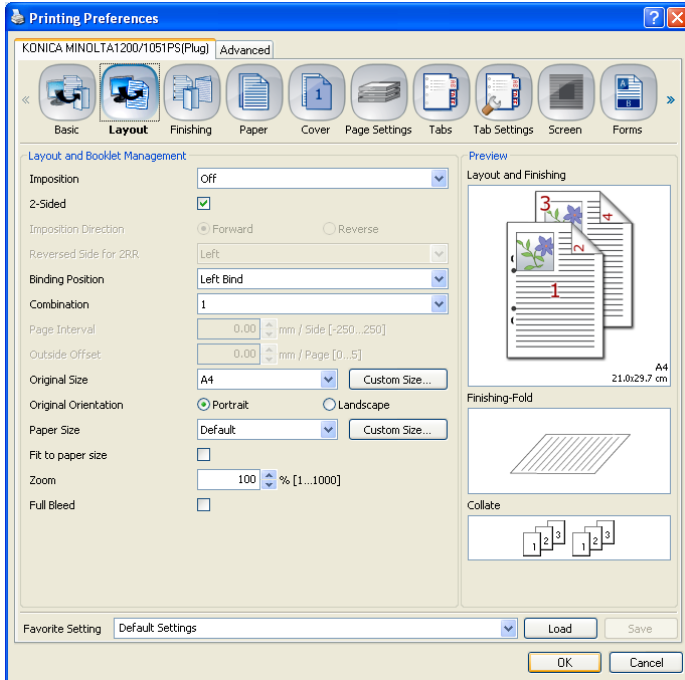 Printing Preferences
KONICA MINOLTA1200/1051PS(Plug) Advanced
« Basic Layout Finishing Paper Cover Page Settings Tabs Tab Settings Screen Forms »
1
A
B
Layout and Booklet Management
Imposition Off
2-Sided
Imposition Direction Forward Reverse
Reversed Side for 2RR Left
Binding Position Left Bind
Combination 1
Page Interval 0.00 mm / Side [-250...250]
Outside Offset 0.00 mm / Page [0...5]
Original Size A4 Custom Size...
Original Orientation Portrait Landscape
Paper Size Default Custom Size...
Fit to paper size
Zoom 100 % [1...1000]
Full Bleed
Preview
Layout and Finishing
3
4
2
1
A4
21.0x29.7 cm
Finishing-Fold
Collate
1 2 3 1 2 3
Favorite Setting Default Settings Load Save
OK Cancel